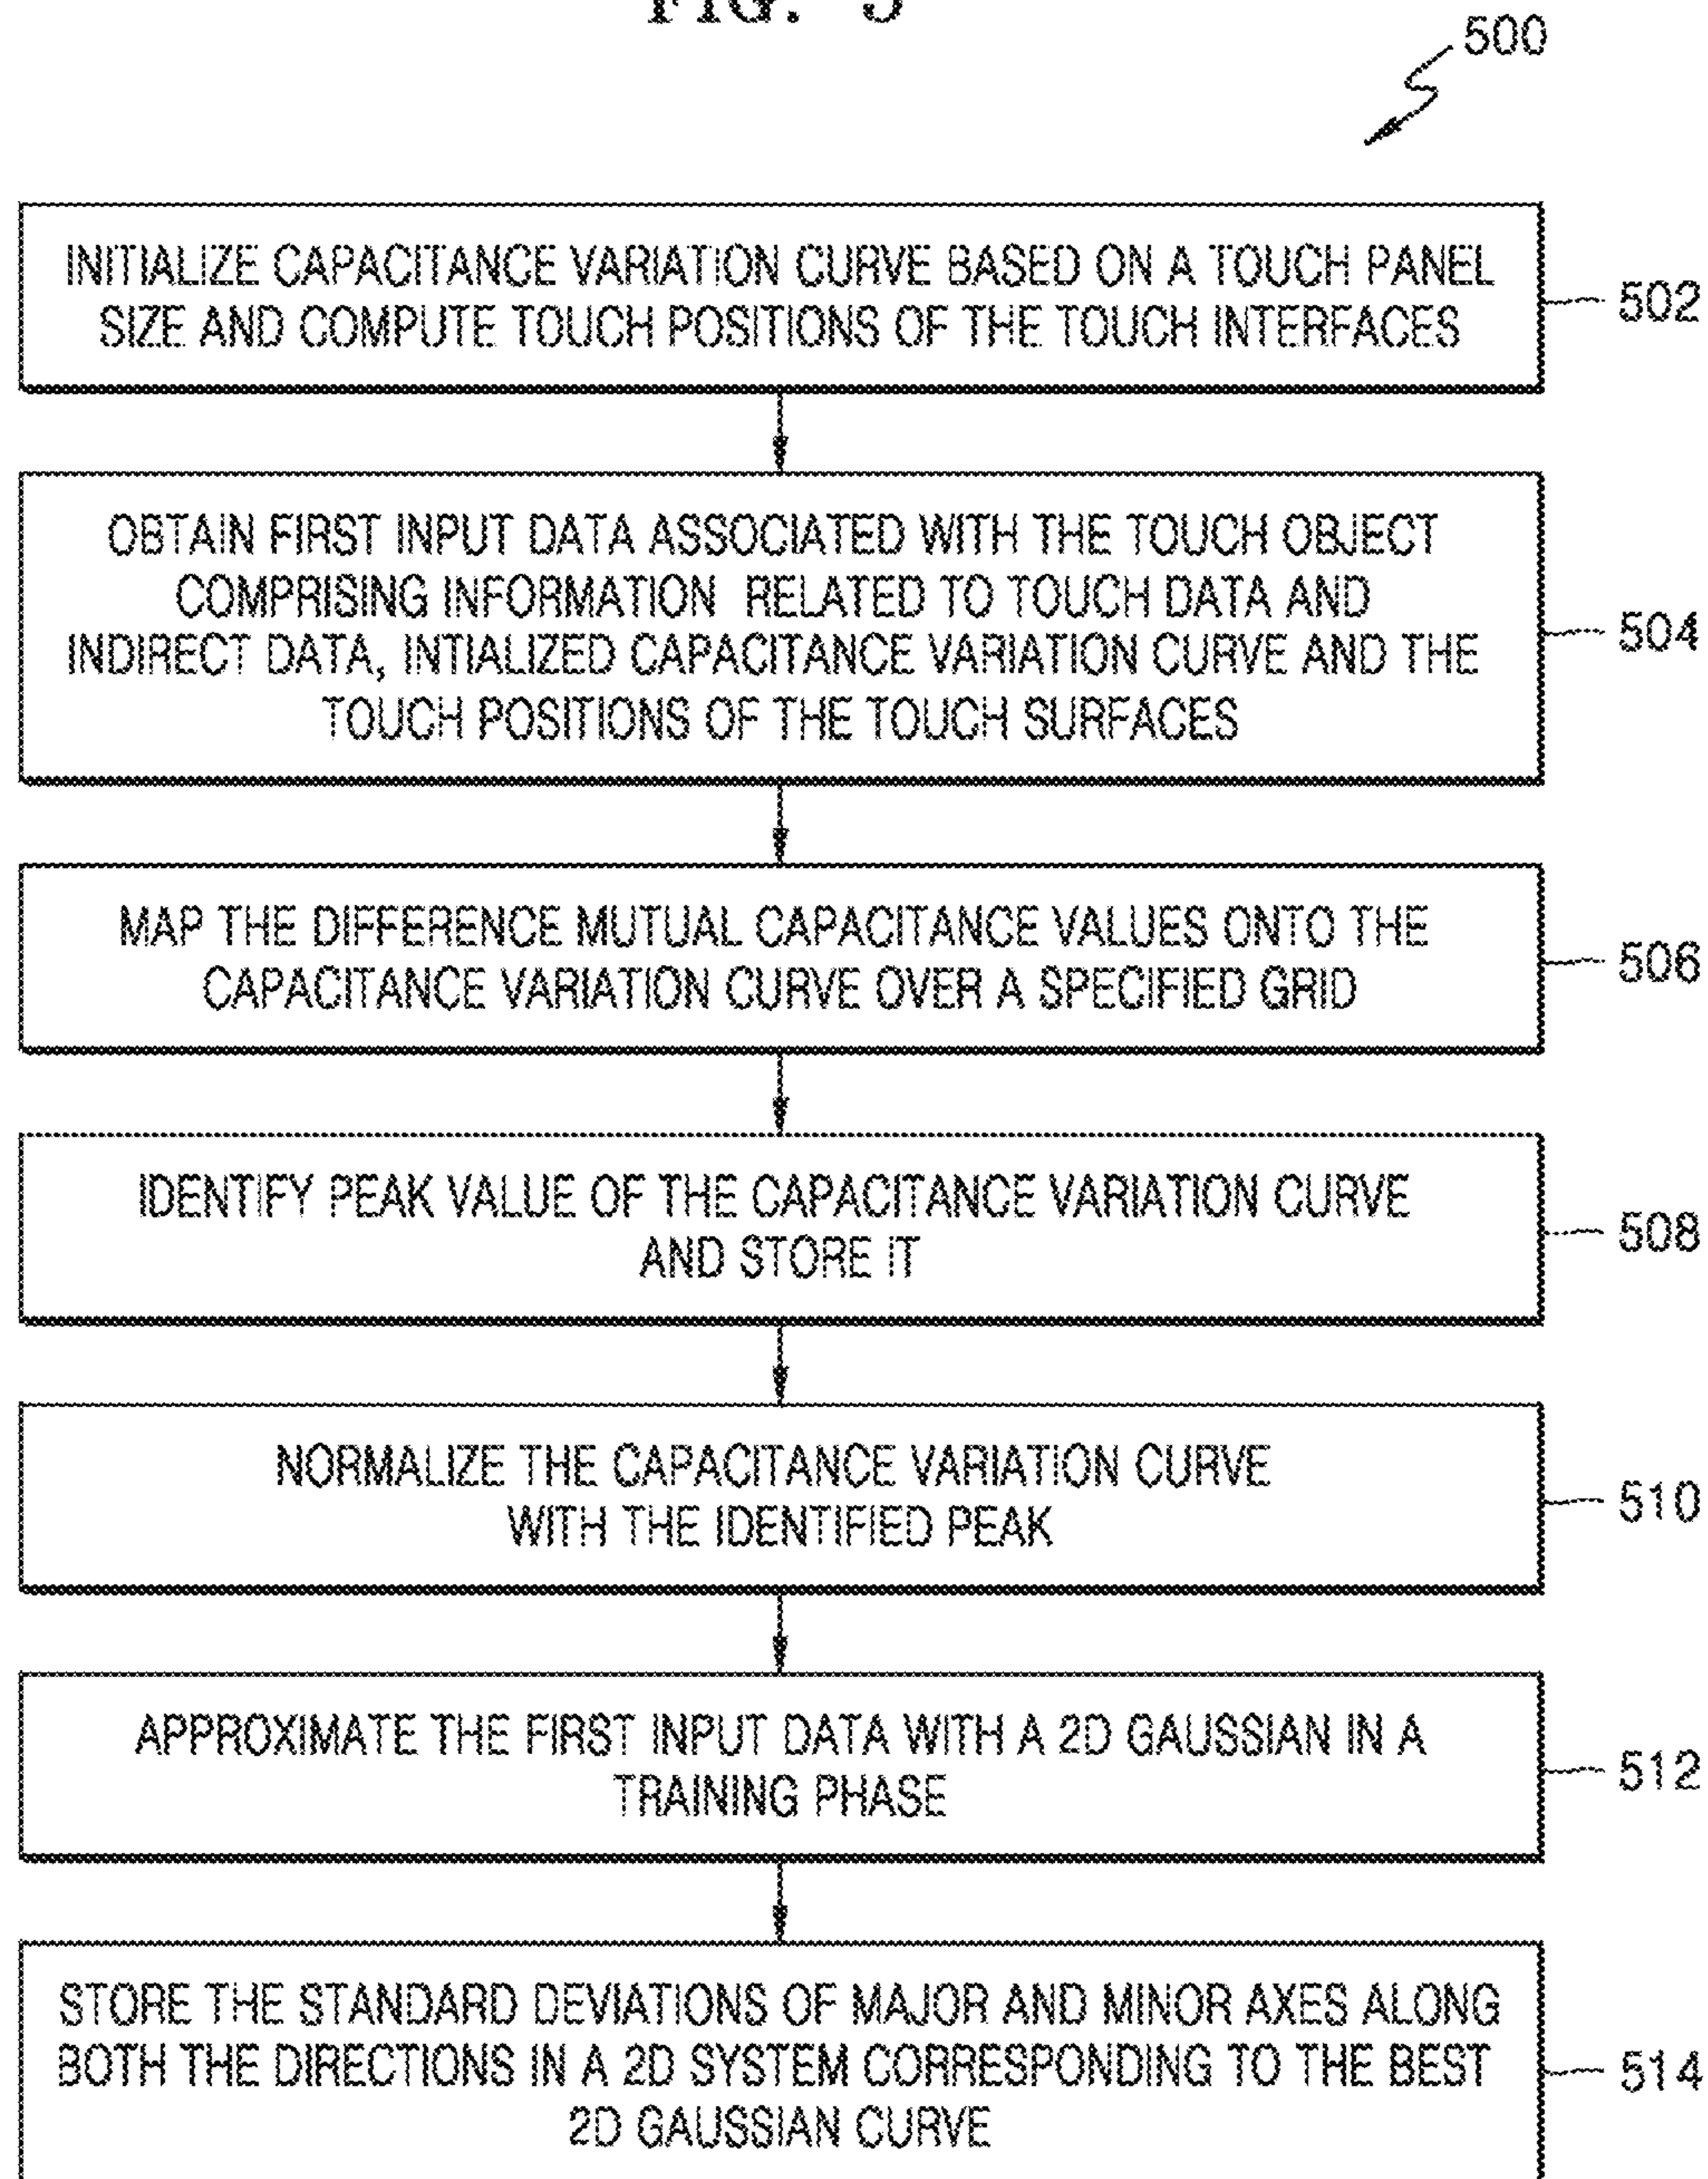 FIG. 5
500
INITIALIZE CAPACITANCE VARIATION CURVE BASED ON A TOUCH PANEL
SIZE AND COMPUTE TOUCH POSITIONS OF THE TOUCH INTERFACES
502
OBTAIN FIRST INPUT DATA ASSOCIATED WITH THE TOUCH OBJECT
COMPRISING INFORMATION RELATED TO TOUCH DATA AND
INDIRECT DATA, INTIALIZED CAPACITANCE VARIATION CURVE AND THE
TOUCH POSITIONS OF THE TOUCH SURFACES
504
MAP THE DIFFERENCE MUTUAL CAPACITANCE VALUES ONTO THE
CAPACITANCE VARIATION CURVE OVER A SPECIFIED GRID
506
IDENTIFY PEAK VALUE OF THE CAPACITANCE VARIATION CURVE
AND STORE IT
508
NORMALIZE THE CAPACITANCE VARIATION CURVE
WITH THE IDENTIFIED PEAK
510
APPROXIMATE THE FIRST INPUT DATA WITH A 2D GAUSSIAN IN A
TRAINING PHASE
512
STORE THE STANDARD DEVIATIONS OF MAJOR AND MINOR AXES ALONG
BOTH THE DIRECTIONS IN A 2D SYSTEM CORRESPONDING TO THE BEST
2D GAUSSIAN CURVE
514